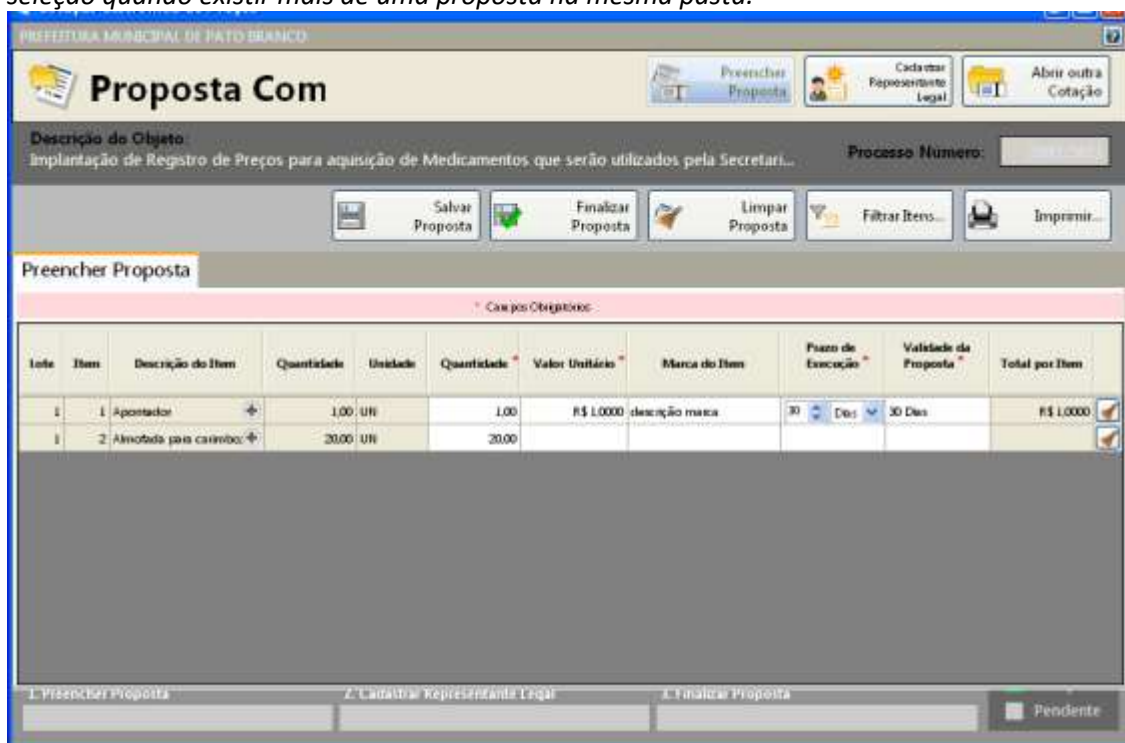 seleção quando existir mais de uma proposta na mesma pasta.
PREFEITURA MUNICIPAL DE PATO BRANCO
Proposta Com
Preencher Proposta
Cadastrar Representante Legal
Abrir outra Cotação
Descrição do Objeto:
Implantação de Registro de Preços para aquisição de Medicamentos que serão utilizados pela Secretari...
Processo Número:
Salvar Proposta
Finalizar Proposta
Limpar Proposta
Filtrar Itens...
Imprimir...
Preencher Proposta
* Campos Obrigatórios
Lote Item Descrição do Item Quantidade Unidade Quantidade * Valor Unitário * Marca do Item Prazo de Execução * Validade da Proposta * Total por Item
1 1 Apontador + 1,00 UN 1,00 R$ 1,0000 descrição marca 30 Dias 30 Dias R$ 1,0000
1 2 Almofada para carimbo: + 20,00 UN 20,00
1. Preencher Proposta
2. Cadastrar Representante Legal
3. Finalizar Proposta
Pendente